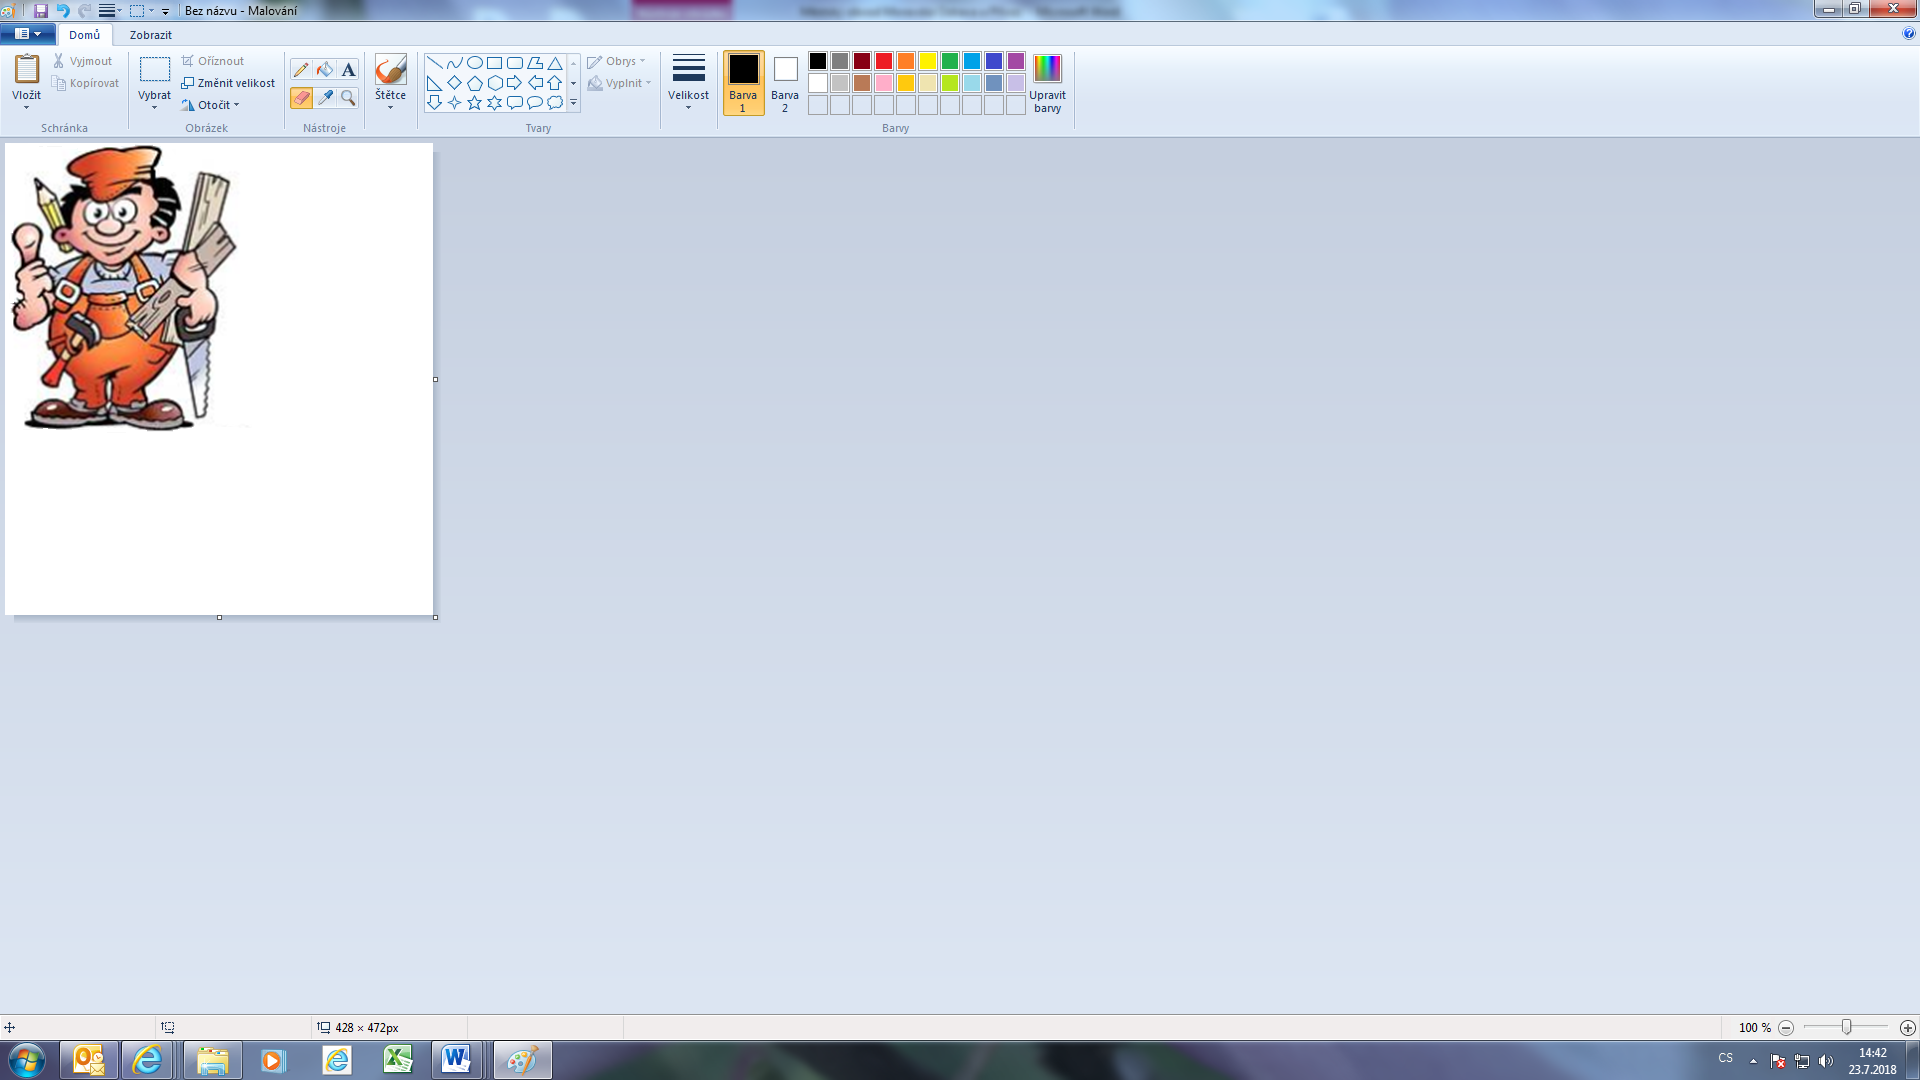 Bez názvu - Malování
Domů
Zobrazit
Vložit
Vyjmout
Kopírovat
Schránka
Vybrat
Oříznout
Změnit velikost
Otočit
Obrázek
A
Nástroje
Štětce
Tvary
Obrys
Vyplnit
Velikost
Barva
1
Barva
2
Upravit
barvy
Barvy
428 × 472px
100 %
CS
14:42
23.7.2018